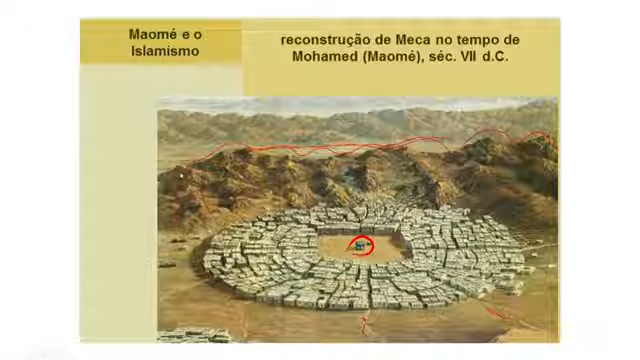 Maomé e o
Islamismo
reconstrução de Meca no tempo de
Mohamed (Maomé), séc. VII d.C.